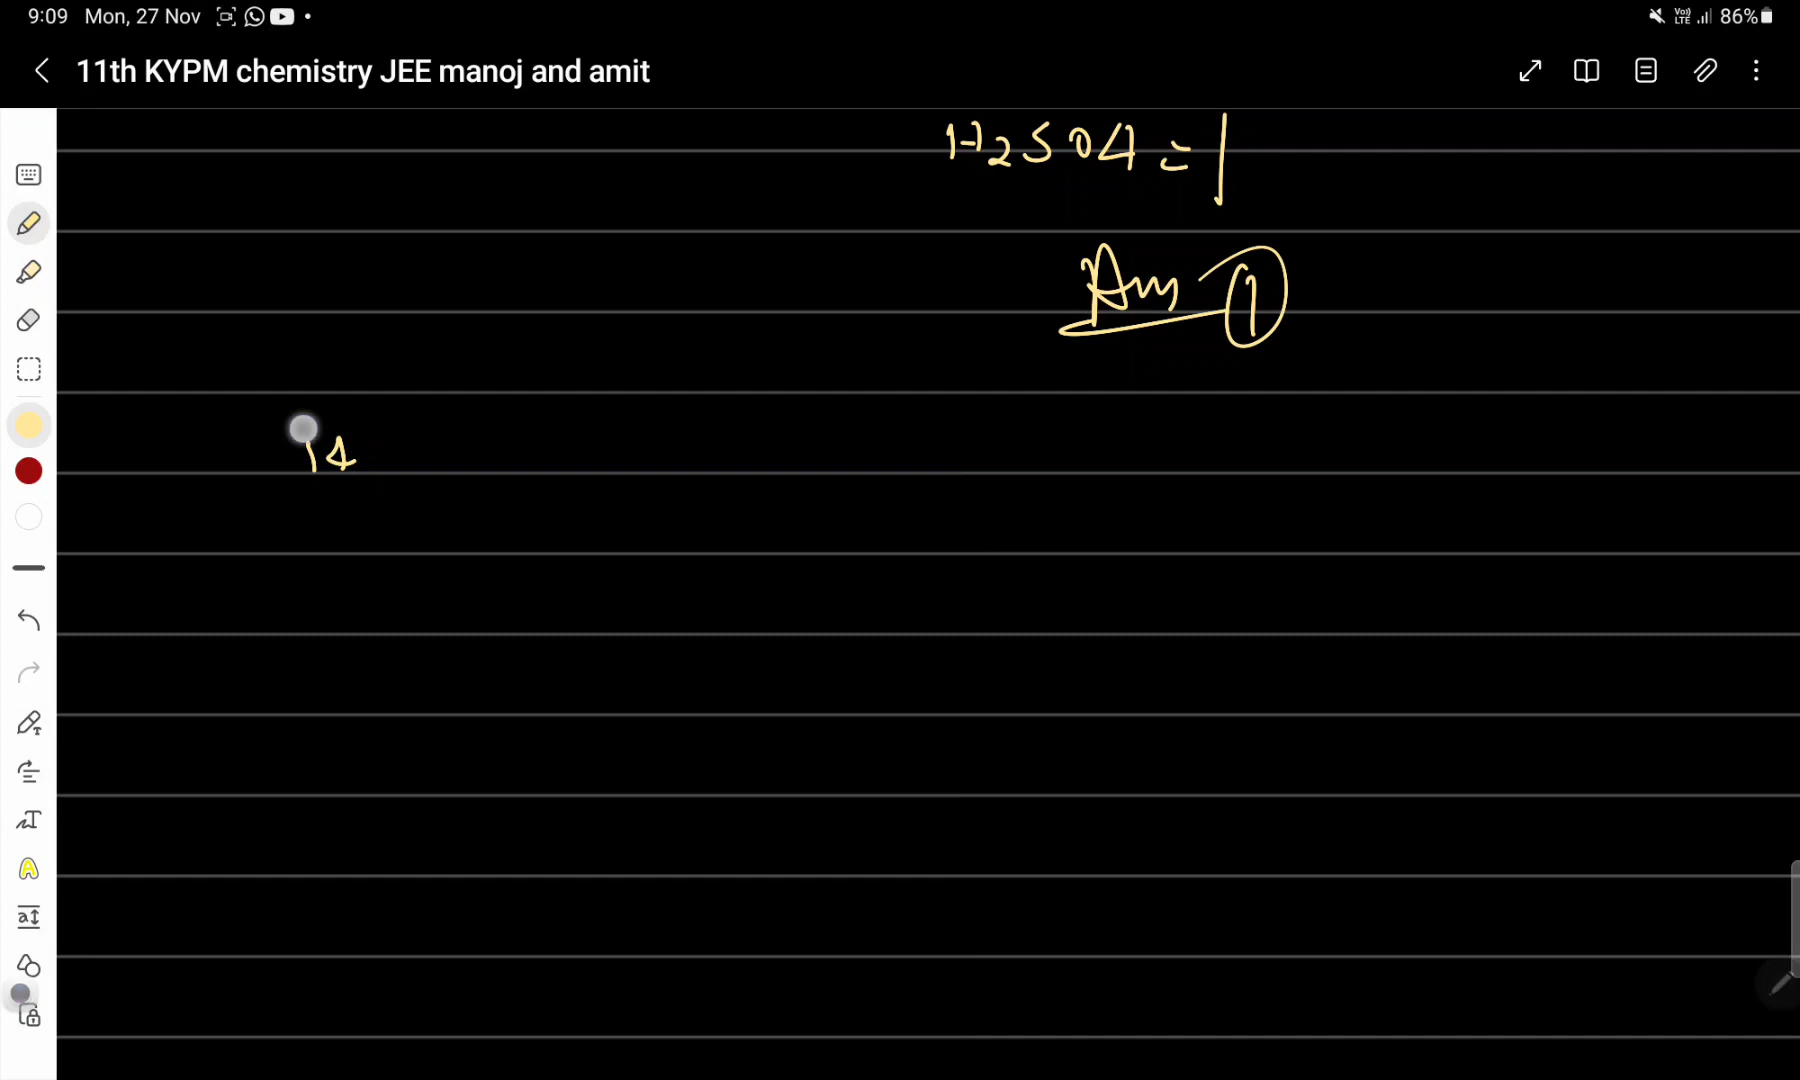 9:09 Mon, 27 Nov
86%
11th KYPM chemistry JEE manoj and amit
H2SO4 = 1
Ans 1
14